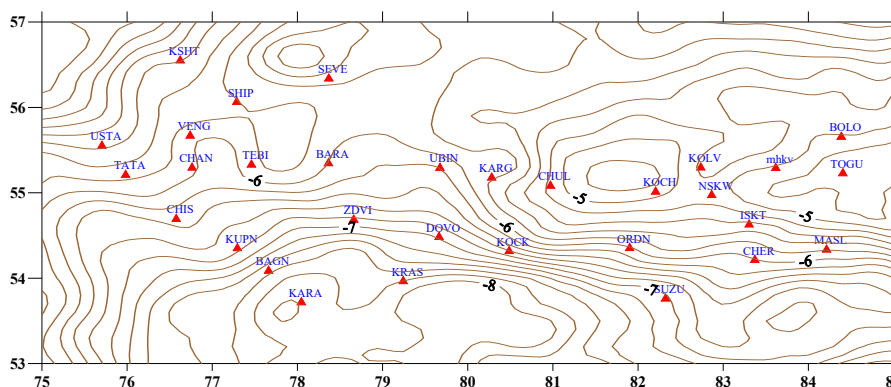 57
KSHT
SEVE
56
SHIP
VENG
BOLO
USTA
CHAN
TEBI
BARA
UBIN
KOLV
mhkv
TATA
KARG
TOGU
-6
CHUL
KOCH
55
NSKW
-5
CHIS
ZDVI
ISKT
-5
-7
-6
KUPN
DOVO
KOCK
ORDN
CHER
MASL
54
BAGN
-6
KRAS
-8
KARA
-7
SUZU
53
75 76 77 78 79 80 81 82 83 84